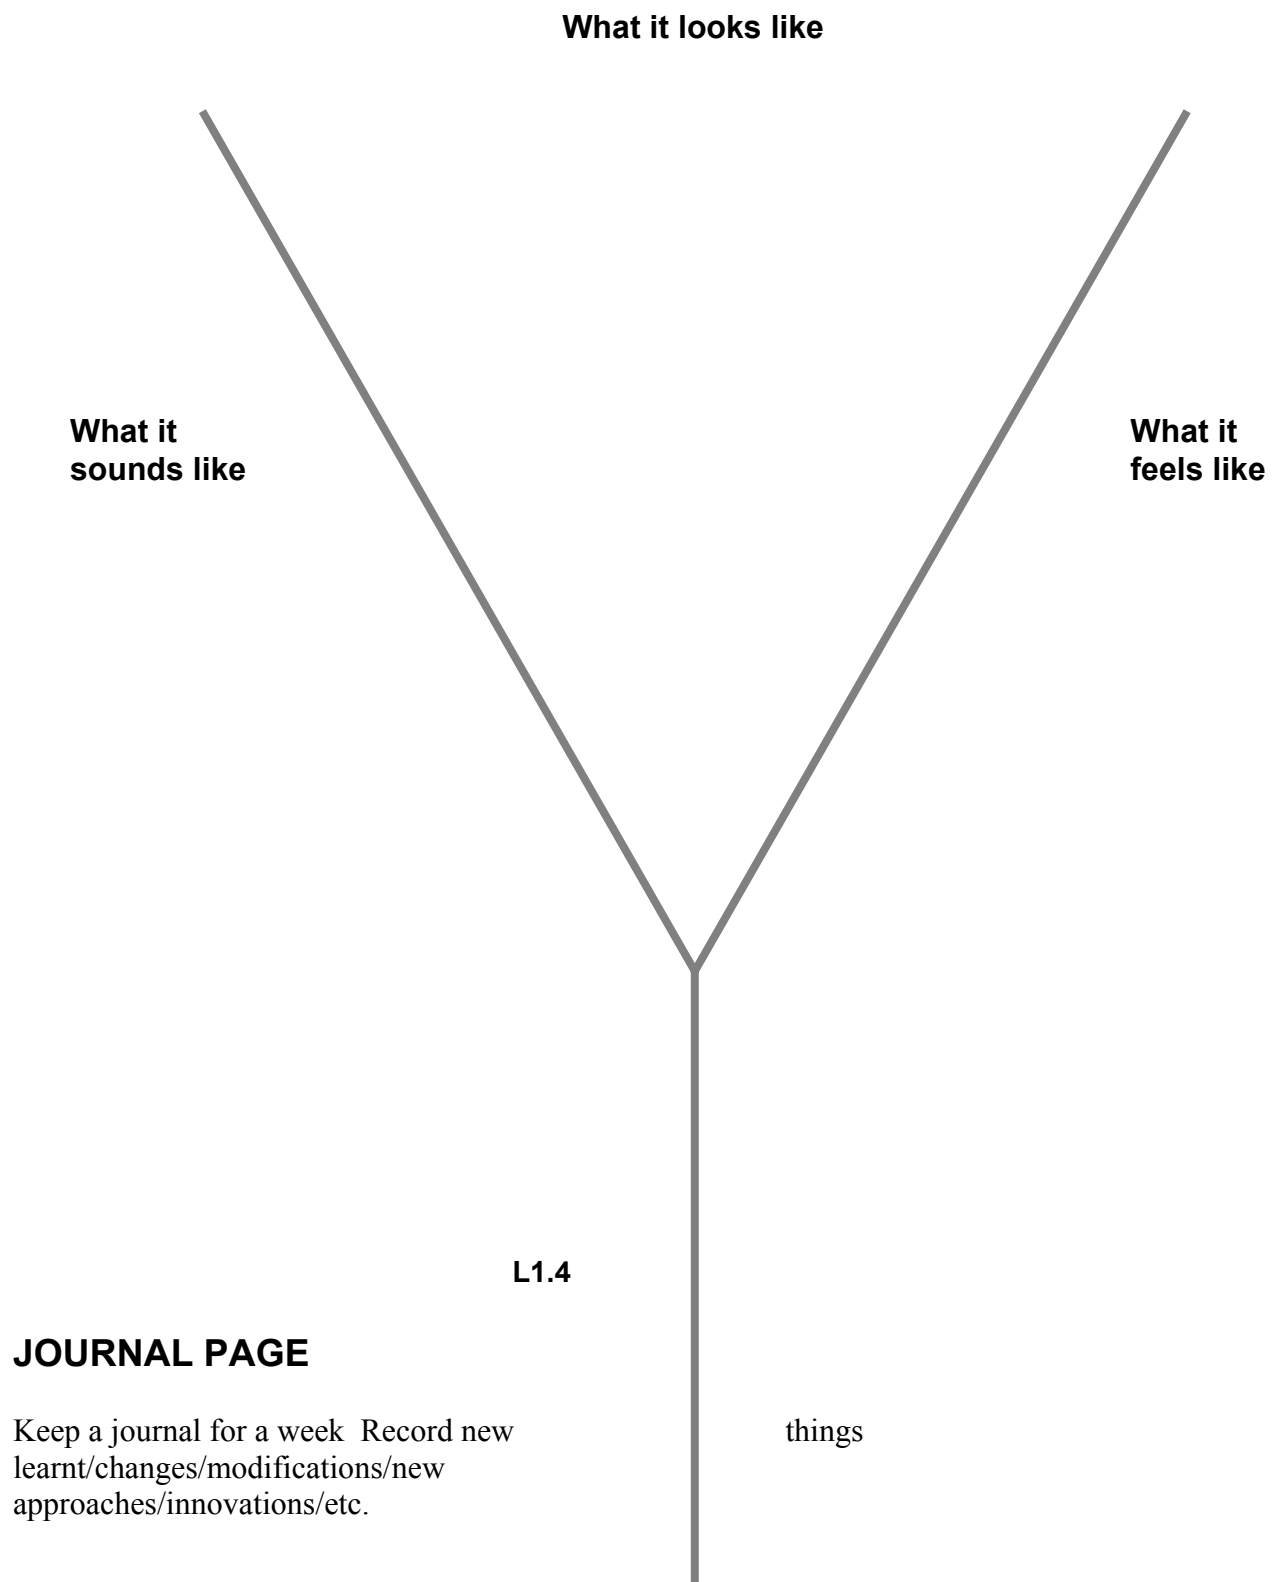 What it looks like
What it
sounds like
What it
feels like
L1.4
JOURNAL PAGE
Keep a journal for a week  Record new things
learnt/changes/modifications/new
approaches/innovations/etc.